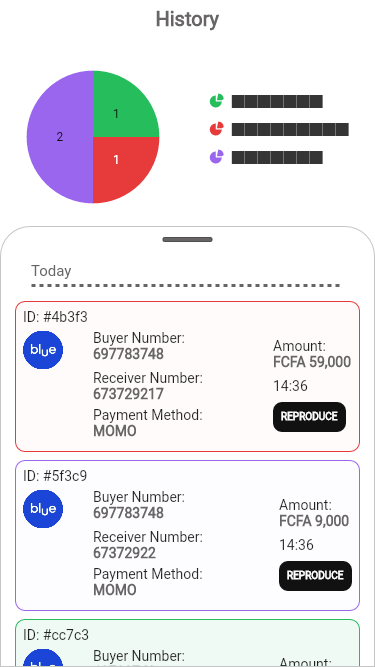 History
1
2
1
Today
ID: #4b3f3
blue
Buyer Number:
697783748
Receiver Number:
673729217
Payment Method:
MOMO
Amount:
FCFA 59,000
14:36
REPRODUCE
ID: #5f3c9
blue
Buyer Number:
697783748
Receiver Number:
67372922
Payment Method:
MOMO
Amount:
FCFA 9,000
14:36
REPRODUCE
ID: #cc7c3
blue
Buyer Number:
Amount: